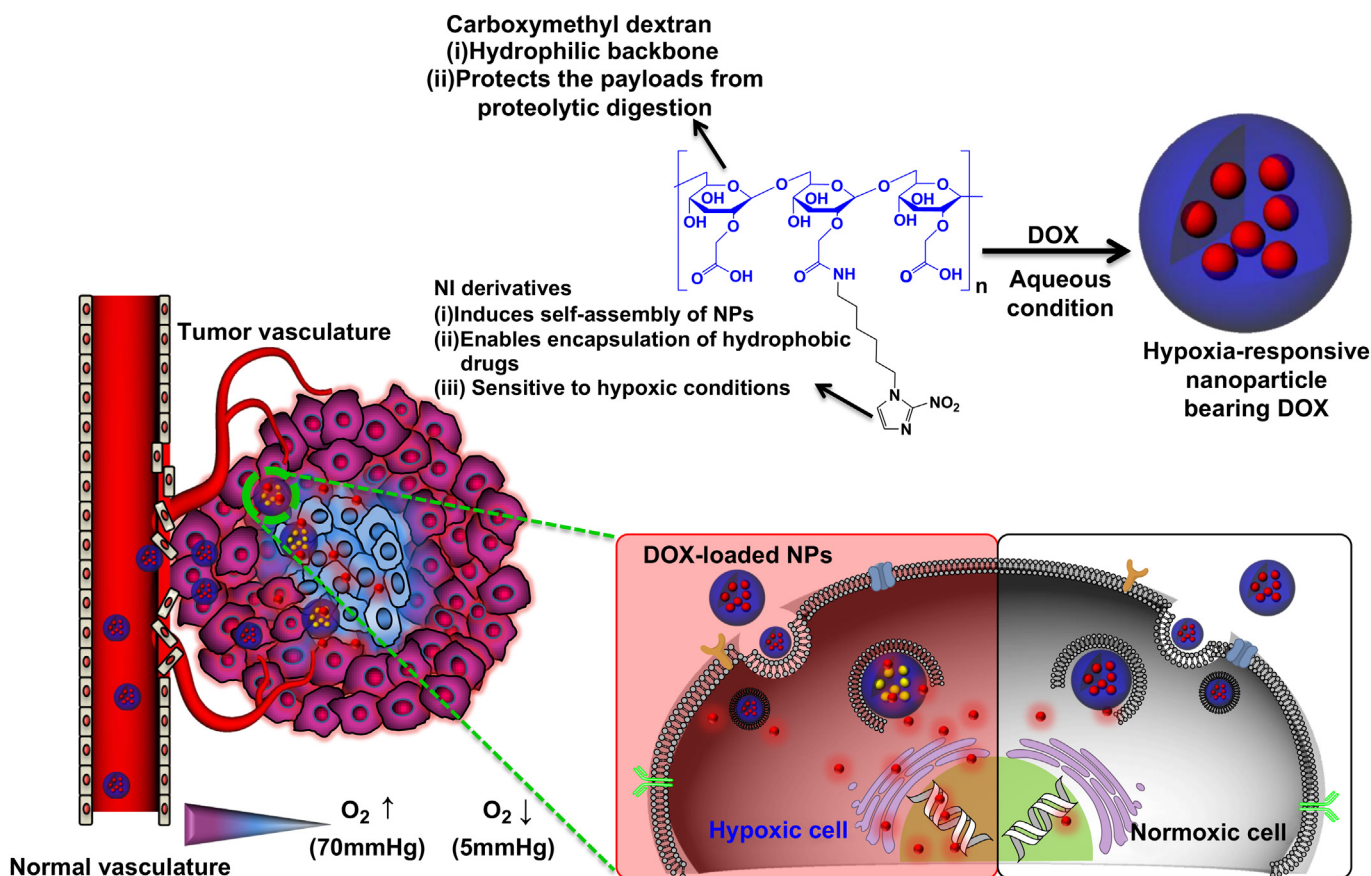 Carboxymethyl dextran
(i)Hydrophilic backbone
(ii)Protects the payloads from
proteolytic digestion
O
O
O
O
O
OH
OH
OH
OH
OH
OH
O
O
O
O
OH
O
NH
O
OH
n
N
N
NO₂
DOX
Aqueous
condition
Hypoxia-responsive
nanoparticle
bearing DOX
NI derivatives
(i)Induces self-assembly of NPs
(ii)Enables encapsulation of hydrophobic
drugs
(iii) Sensitive to hypoxic conditions
Tumor vasculature
O₂ ↑
(70mmHg)
O₂ ↓
(5mmHg)
Normal vasculature
DOX-loaded NPs
Hypoxic cell
Normoxic cell